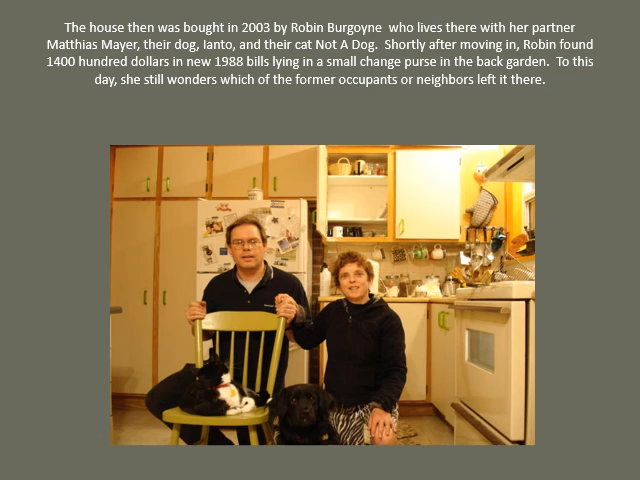 The house then was bought in 2003 by Robin Burgoyne  who lives there with her partner
Matthias Mayer, their dog, Ianto, and their cat Not A Dog.  Shortly after moving in, Robin found
1400 hundred dollars in new 1988 bills lying in a small change purse in the back garden.  To this
day, she still wonders which of the former occupants or neighbors left it there.